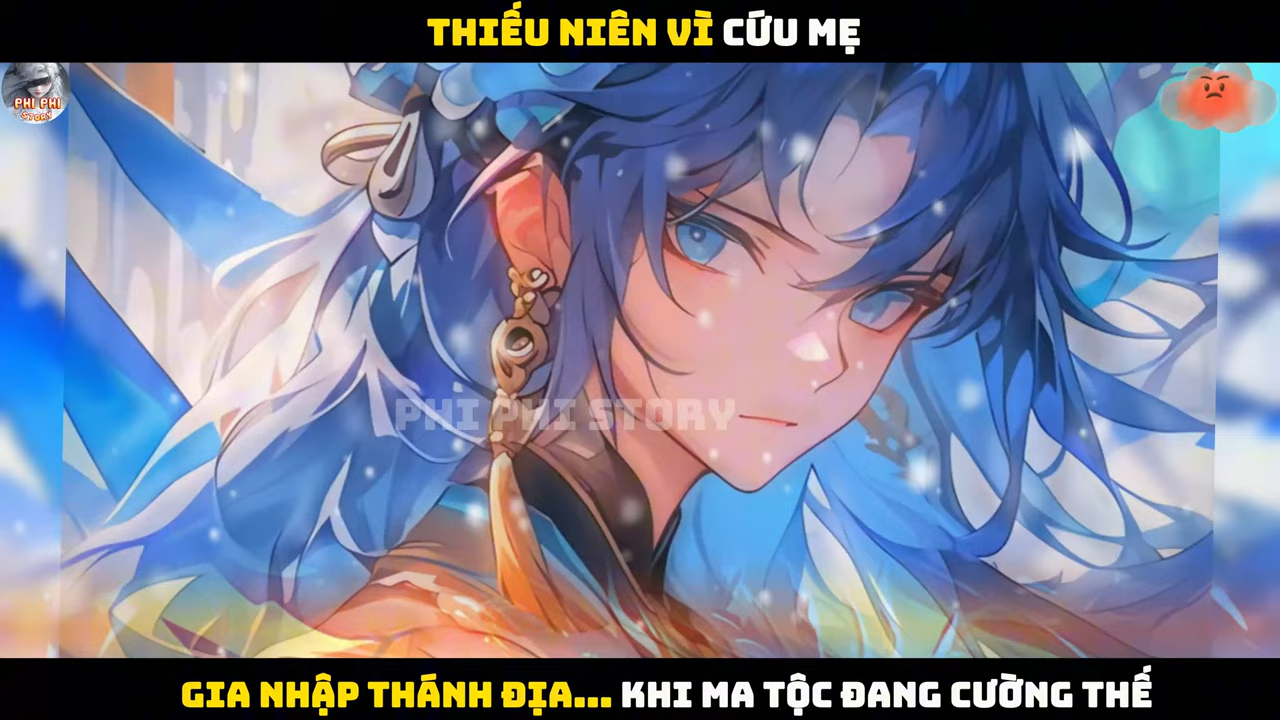 THIẾU NIÊN VÌ CỨU MẸ
PHI PHI
STORY
PHI PHI STORY
GIA NHẬP THÁNH ĐỊA... KHI MA TỘC ĐANG CƯỜNG THẾ